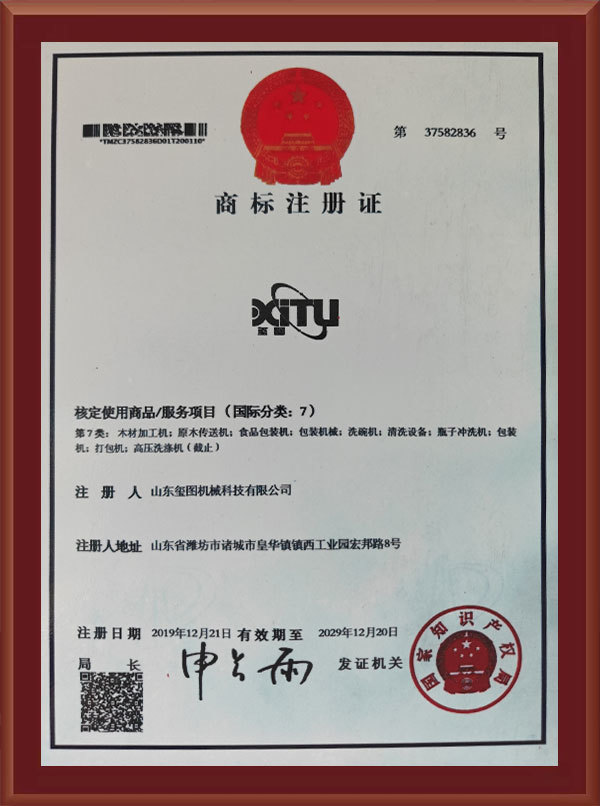 *TMZC37582836D01T200110*
第 37582836 号
商标注册证
XiTU
玺图
核定使用商品/服务项目（国际分类：7）
第7类：木材加工机；原木传送机；食品包装机；包装机械；洗碗机；清洗设备；瓶子冲洗机；包装
机；打包机；高压洗涤机（截止）
注册人 山东玺图机械科技有限公司
注册人地址 山东省潍坊市诸城市皇华镇镇西工业园宏邦路8号
注册日期 2019年12月21日 有效期至 2029年12月20日
局长 申长雨 发证机关
国家知识产权局